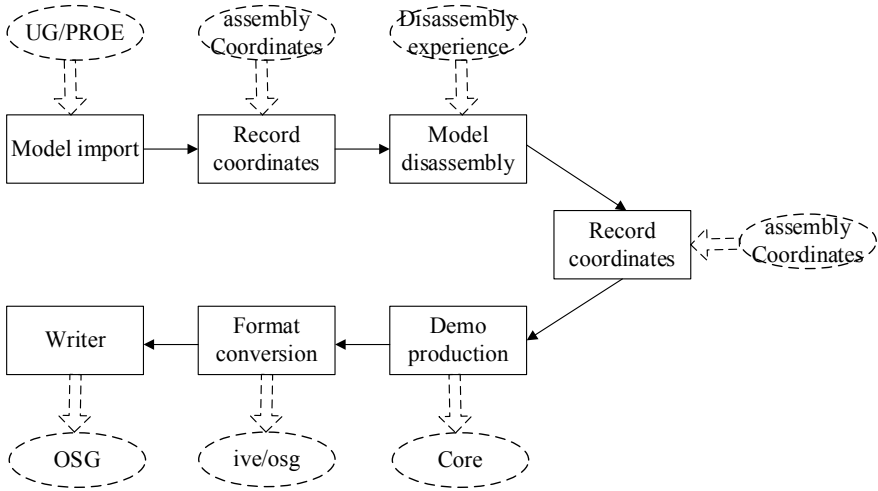 UG/PROE
assembly
Coordinates
Disassembly
experience
Model import
Record
coordinates
Model
disassembly
Record
coordinates
assembly
Coordinates
Writer
Format
conversion
Demo
production
OSG
ive/osg
Core